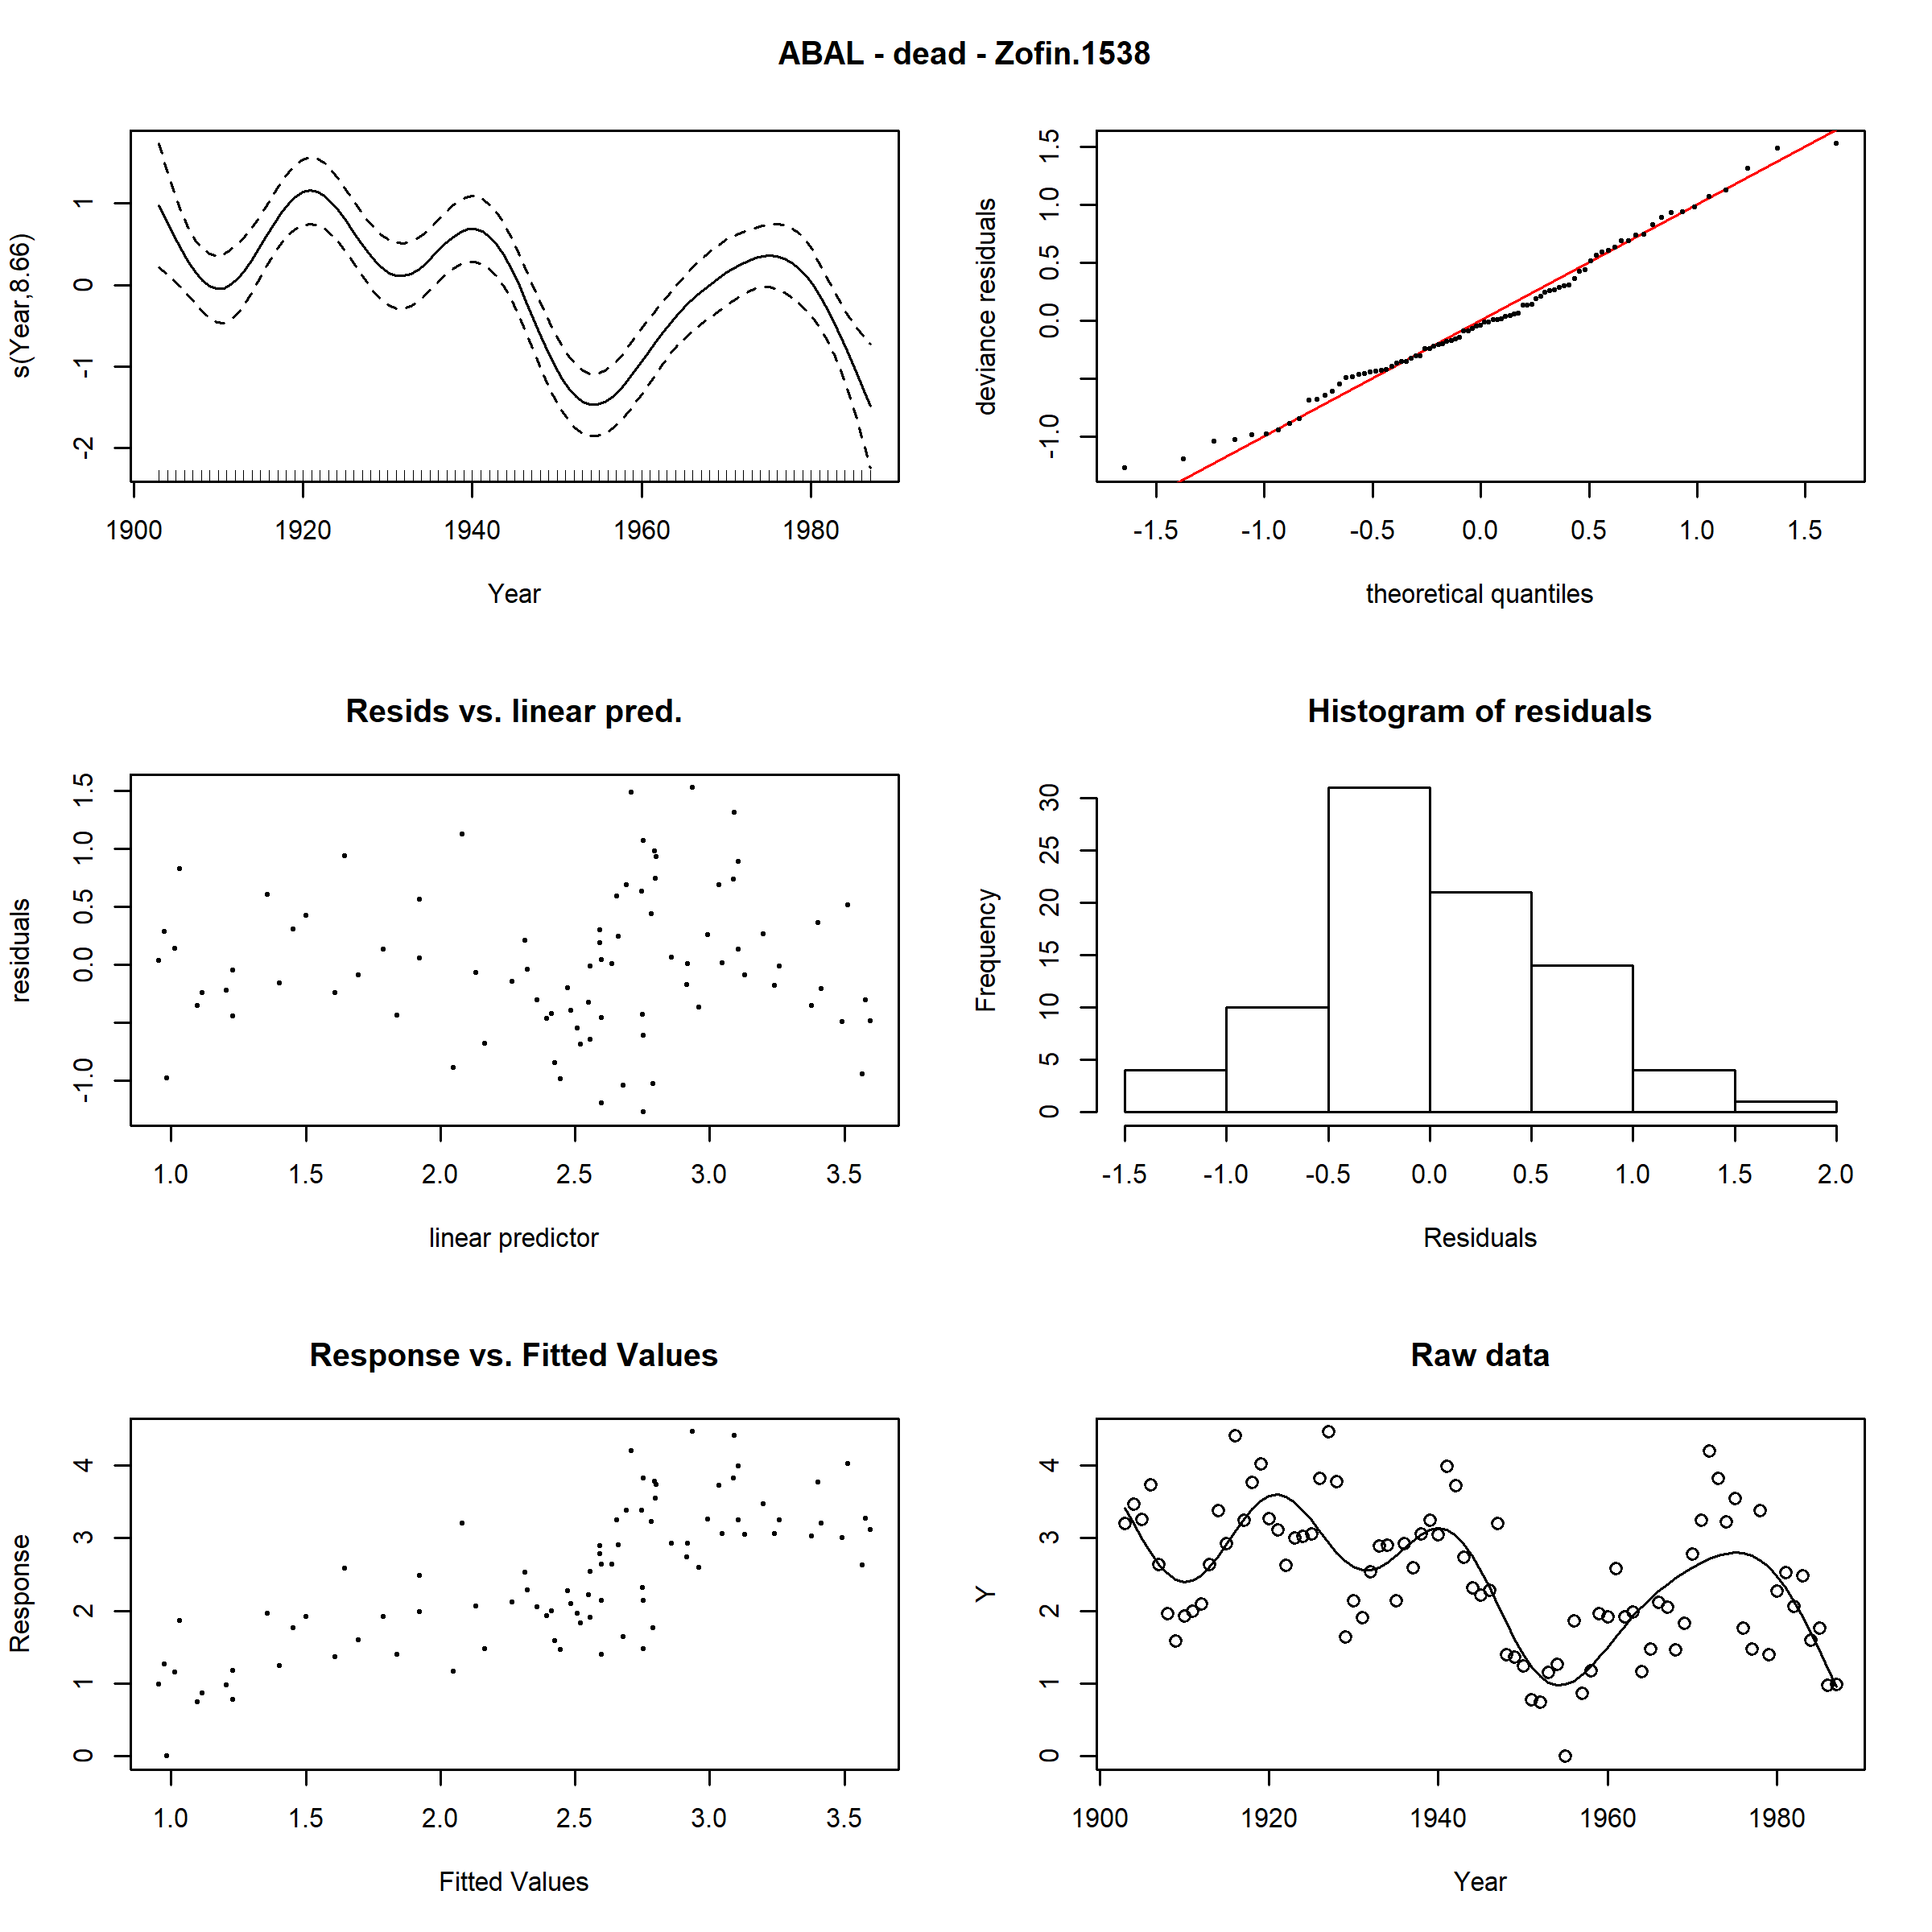 ABAL - dead - Zofin.1538
s(Year,8.66)
1
0
-1
-2
1900 1920 1940 1960 1980
Year
deviance residuals
1.5
1.0
0.5
0.0
-1.0
-1.5 -1.0 -0.5 0.0 0.5 1.0 1.5
theoretical quantiles
Resids vs. linear pred.
residuals
1.5
1.0
0.5
0.0
-1.0
1.0 1.5 2.0 2.5 3.0 3.5
linear predictor
Histogram of residuals
Frequency
30
25
20
15
10
5
0
-1.5 -1.0 -0.5 0.0 0.5 1.0 1.5 2.0
Residuals
Response vs. Fitted Values
Response
4
3
2
1
0
1.0 1.5 2.0 2.5 3.0 3.5
Fitted Values
Raw data
Y
4
3
2
1
0
1900 1920 1940 1960 1980
Year